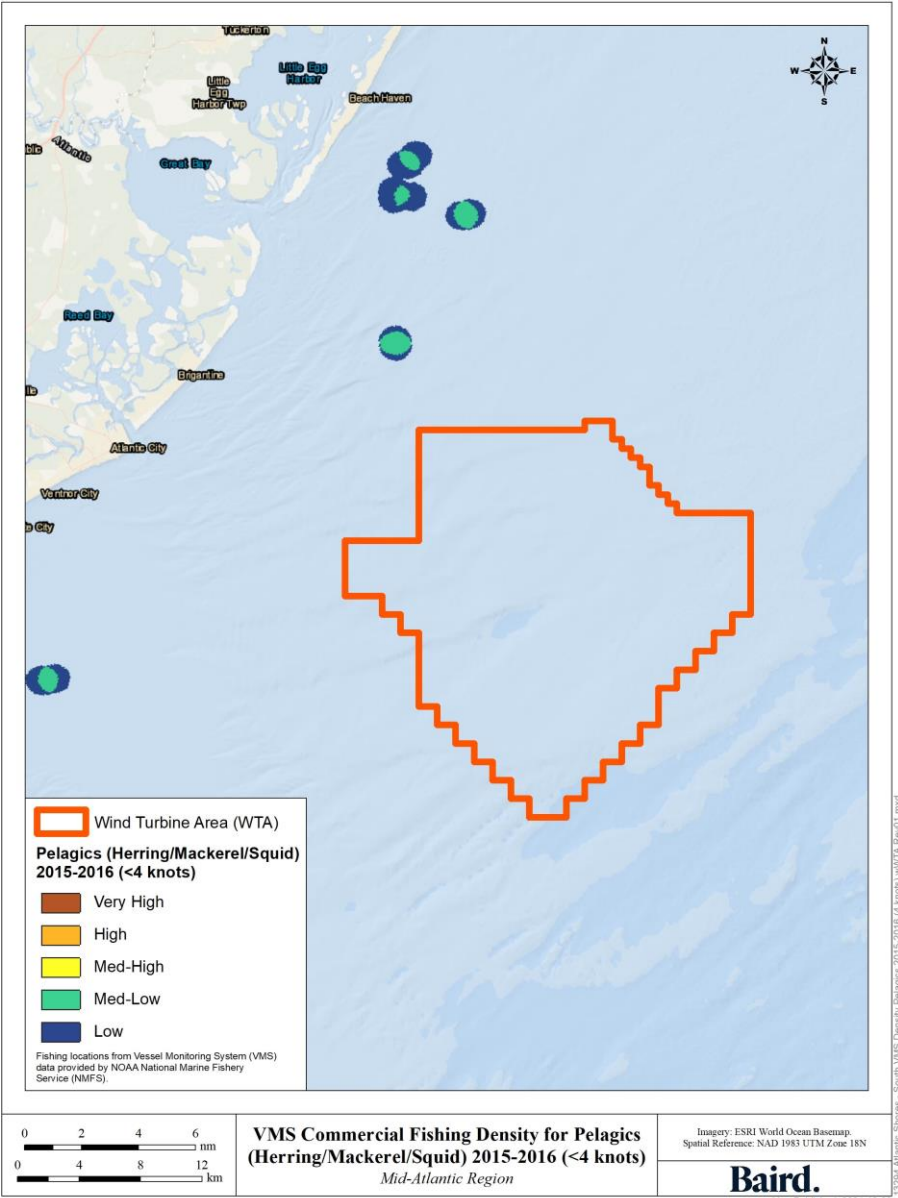 Tuckerton
Little Egg
Harbor
Little
Egg
Harbor Twp
Beach Haven
N
W
E
S
Atlantic
Great Bay
Reed Bay
Brigantine
Atlantic City
Ventnor City
City
Wind Turbine Area (WTA)
Pelagics (Herring/Mackerel/Squid)
2015-2016 (<4 knots)
Very High
High
Med-High
Med-Low
Low
Fishing locations from Vessel Monitoring System (VMS)
data provided by NOAA National Marine Fishery
Service (NMFS).
0 2 4 6
nm
0 4 8 12
km
VMS Commercial Fishing Density for Pelagics
(Herring/Mackerel/Squid) 2015-2016 (<4 knots)
Mid-Atlantic Region
Imagery: ESRI World Ocean Basemap.
Spatial Reference: NAD 1983 UTM Zone 18N
Baird.